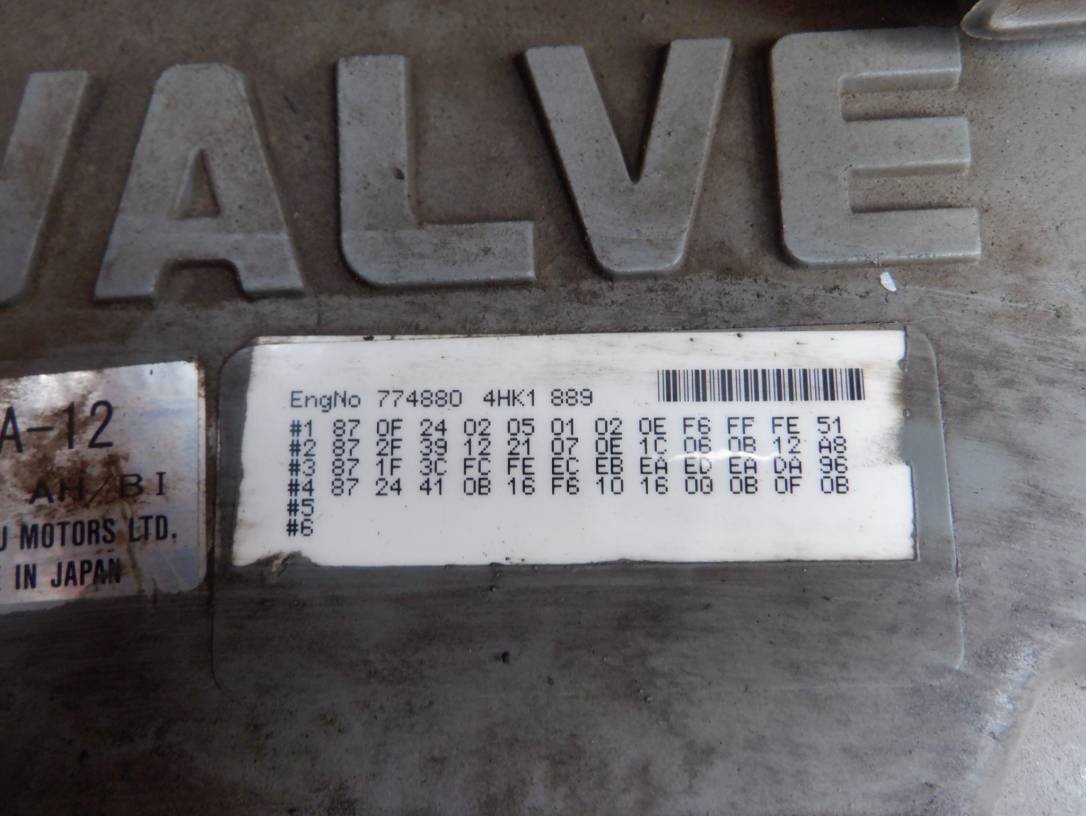 VALVE
EngNo 774880 4HK1 889
#1 87 0F 24 02 05 01 02 0E F6 FF FE 51
#2 87 2F 39 12 21 07 0E 1C 06 0B 12 A8
#3 87 1F 3C FC FE EC EB EA ED EA DA 96
#4 87 24 41 0B 16 F6 10 16 00 0B 0F 0B
#5
#6
A-12
AH/BI
U MOTORS LTD.
IN JAPAN